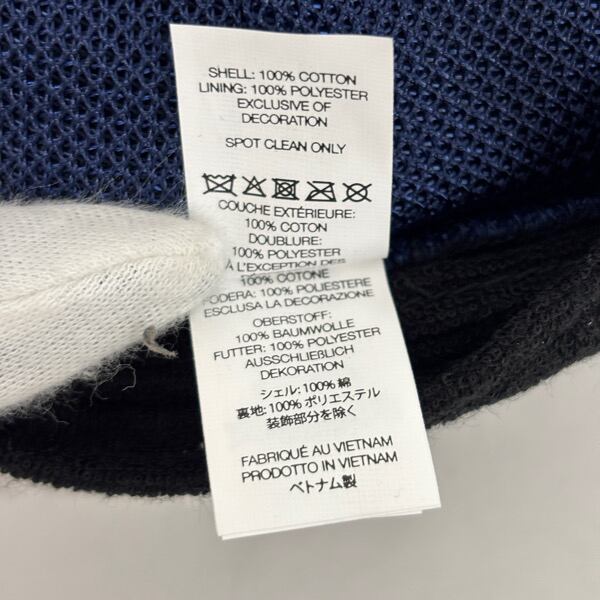 SHELL: 100% COTTON
LINING: 100% POLYESTER
EXCLUSIVE OF
DECORATION
SPOT CLEAN ONLY
COUCHE EXTÉRIEURE:
100% COTON
DOUBLURE:
100% POLYESTER
À L'EXCEPTION DES
100% COTONE
FODERA: 100% POLIESTERE
ESCLUSA LA DECORAZIONE
OBERSTOFF:
100% BAUMWOLLE
FUTTER: 100% POLYESTER
AUSSCHLIEßLICH
DEKORATION
シェル: 100% 綿
裏地: 100% ポリエステル
装飾部分を除く
FABRIQUÉ AU VIETNAM
PRODOTTO IN VIETNAM
ベトナム製